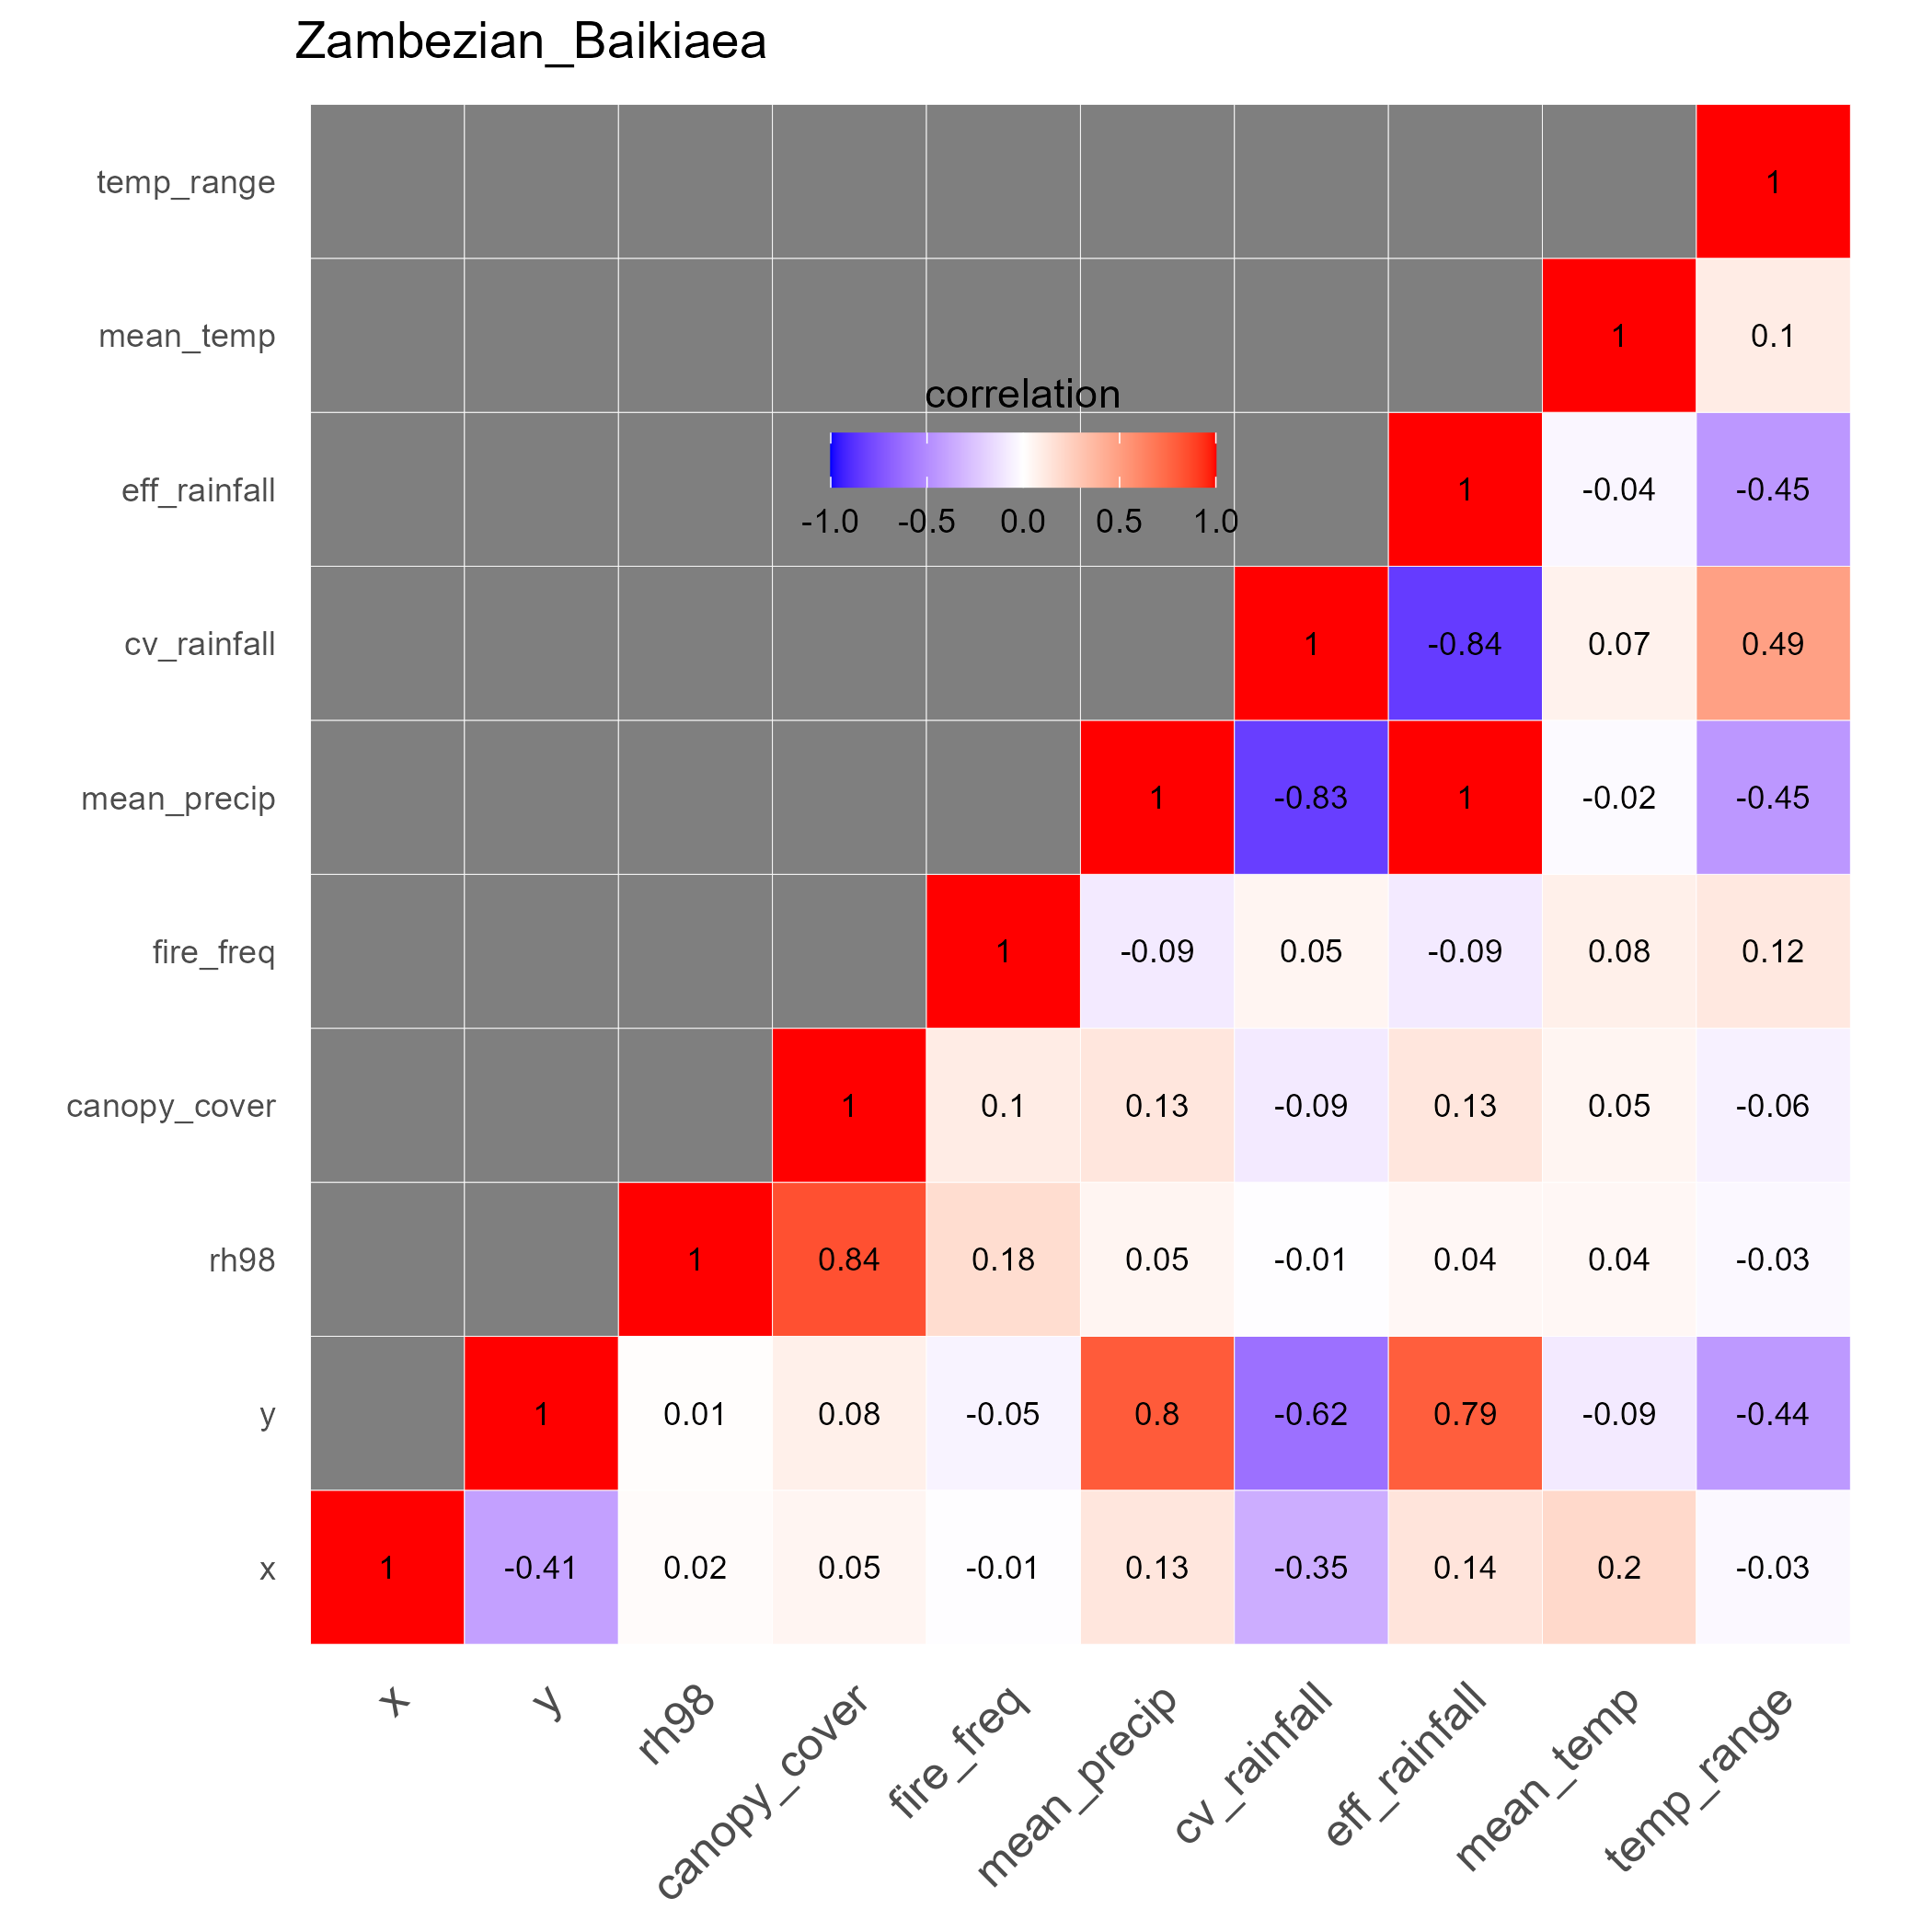 Zambezian_Baikiaea
temp_range 1
mean_temp 1 0.1
correlation
-1.0 -0.5 0.0 0.5 1.0
eff_rainfall 1 -0.04 -0.45
cv_rainfall 1 -0.84 0.07 0.49
mean_precip 1 -0.83 1 -0.02 -0.45
fire_freq 1 -0.09 0.05 -0.09 0.08 0.12
canopy_cover 1 0.1 0.13 -0.09 0.13 0.05 -0.06
rh98 1 0.84 0.18 0.05 -0.01 0.04 0.04 -0.03
y 1 0.01 0.08 -0.05 0.8 -0.62 0.79 -0.09 -0.44
x 1 -0.41 0.02 0.05 -0.01 0.13 -0.35 0.14 0.2 -0.03
x y rh98 canopy_cover fire_freq mean_precip cv_rainfall eff_rainfall mean_temp temp_range